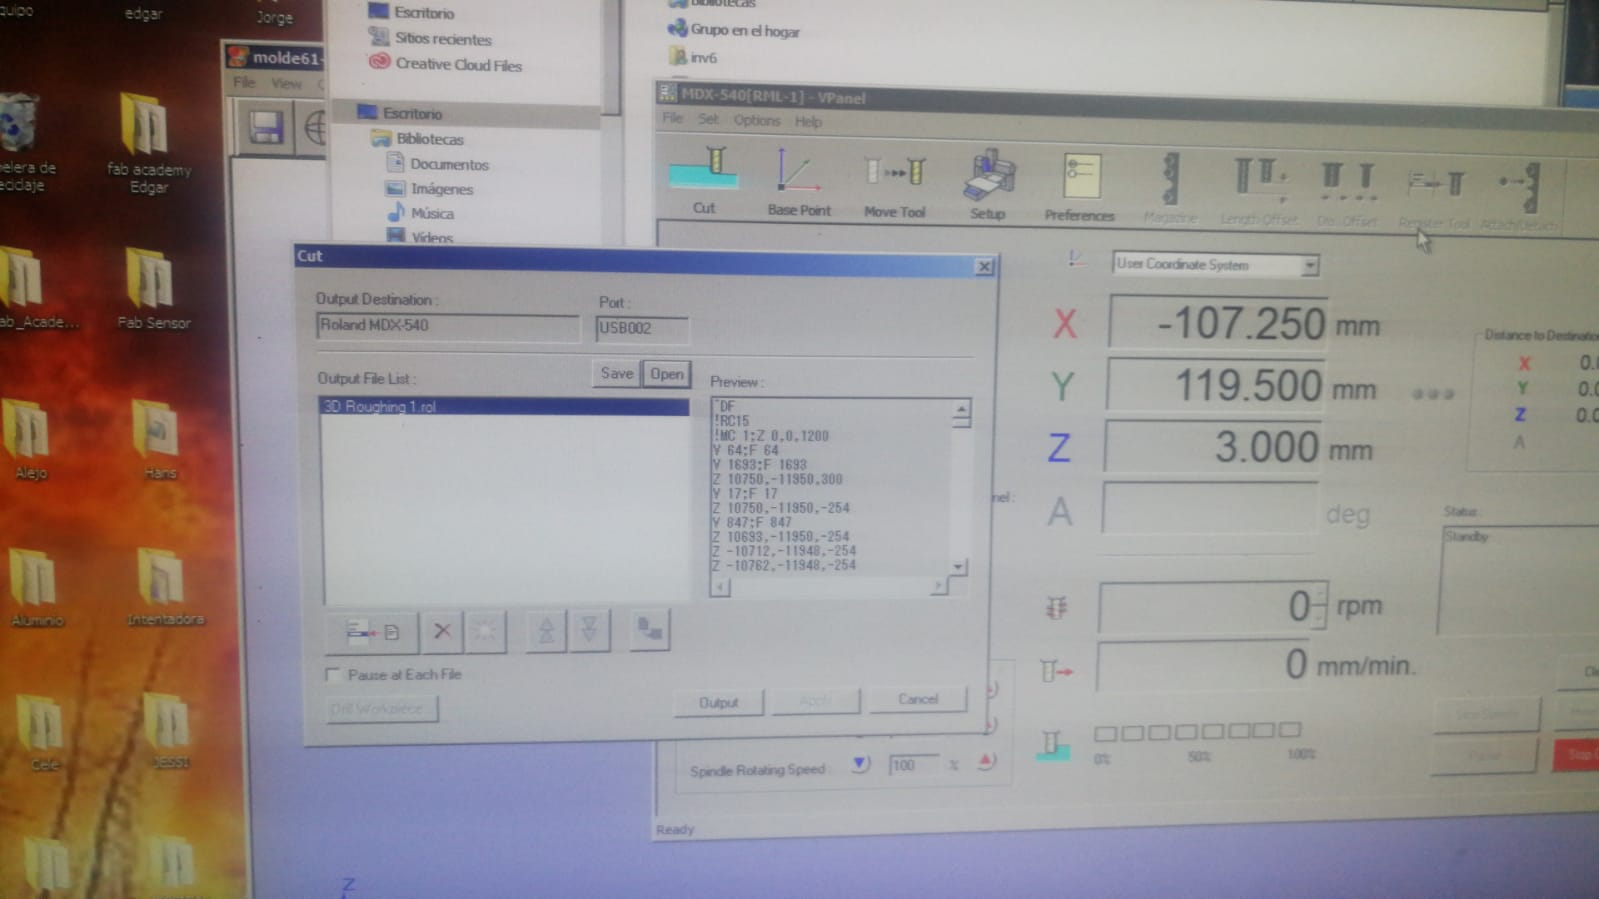 quipo
edgar
Jorge
Escritorio
Sitios recientes
Creative Cloud Files
Bibliotecas
Grupo en el hogar
inv6
molde61-
File View
Escritorio
Bibliotecas
Documentos
Imágenes
Música
Vídeos
elera de
eciclaje
fab academy
Edgar
ab_Acade...
Fab Sensor
Alejo
Hans
Aluminio
Intentadora
Cele
JESSI
MDX-540[RML-1] - VPanel
File Set Options Help
Cut
Base Point
Move Tool
Setup
Preferences
Magazine
Length Offset
Dia. Offset
Register Tool
Attach/Detach
Cut
Output Destination :
Port :
Roland MDX-540
USB002
Output File List :
Save
Open
Preview :
3D Roughing 1.rol
^DF
!RC15
!MC 1;Z 0,0,1200
V 64;F 64
V 1693;F 1693
Z 10750,-11950,300
V 17;F 17
Z 10750,-11950,-254
V 847;F 847
Z 10693,-11950,-254
Z -10712,-11948,-254
Z -10762,-11948,-254
Pause at Each File
Drill Workpiece...
Output
Apply
Cancel
User Coordinate System
X -107.250 mm
Y 119.500 mm
Z 3.000 mm
A deg
nel :
0 rpm
0 mm/min.
0% 50% 100%
Distance to Destinatio
X 0.
Y 0.0
Z 0.0
A
Status :
Standby
Pause
Stop
Spindle Rotating Speed : 100 %
Ready
Z